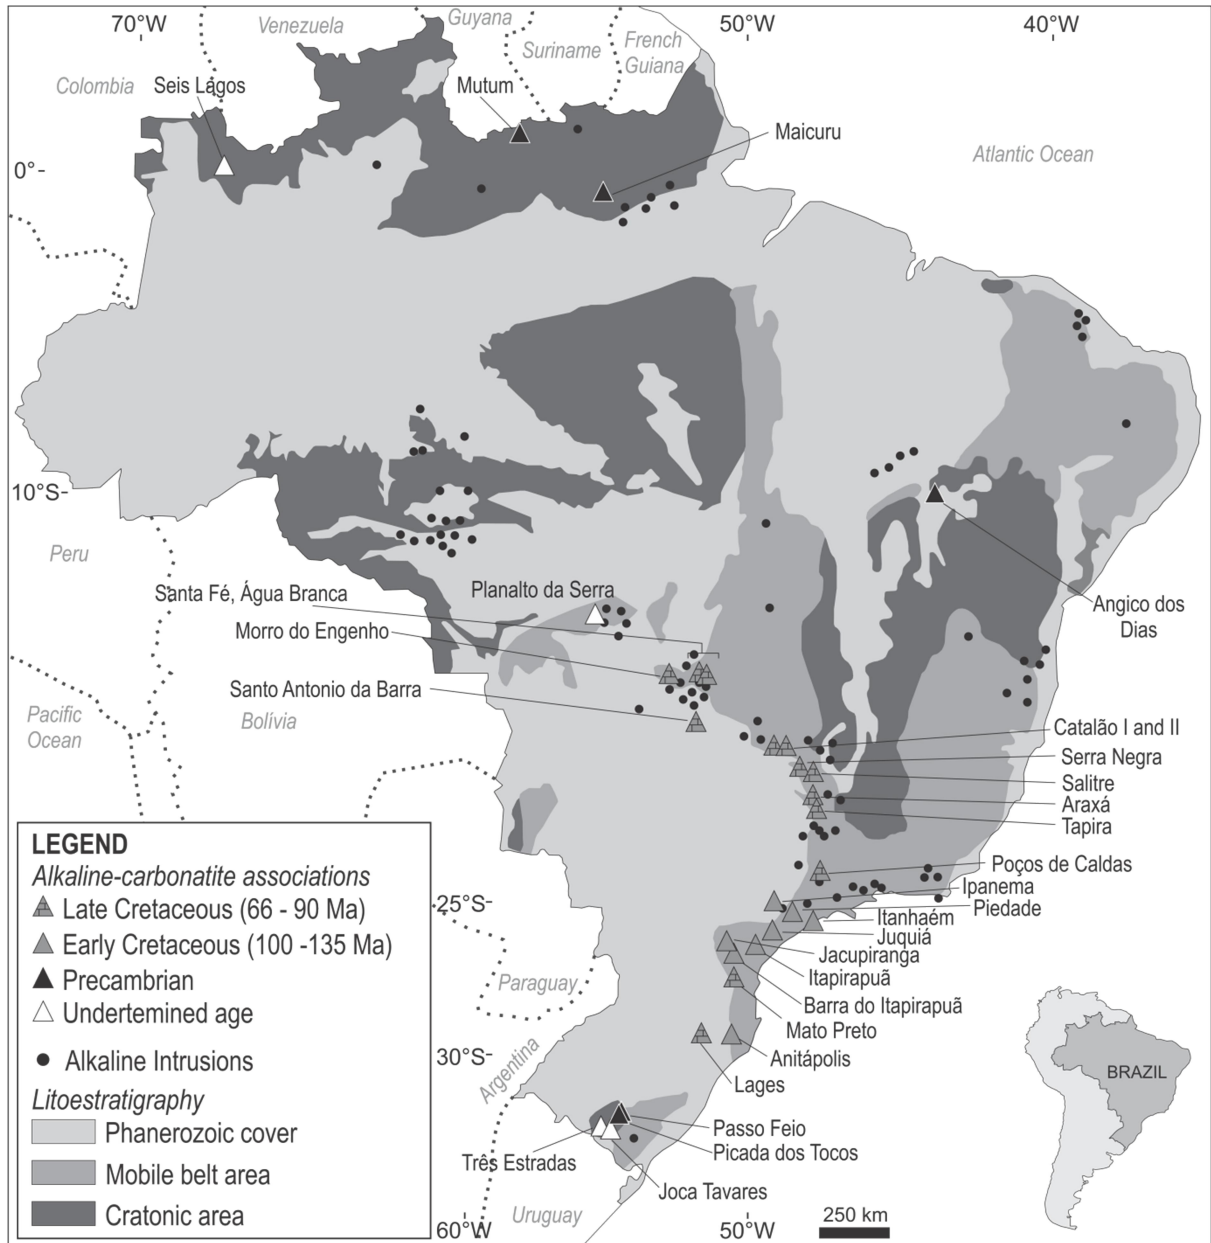 70°W
50°W
40°W
Venezuela
Guyana
Suriname
French
Guiana
Colombia
Seis Lagos
Mutum
Maicuru
Atlantic Ocean
0°
10°S
Peru
Planalto da Serra
Santa Fé, Água Branca
Morro do Engenho
Angico dos
Dias
Santo Antonio da Barra
Pacific
Ocean
Bolívia
Catalão I and II
Serra Negra
Salitre
Araxá
Tapira
Poços de Caldas
Ipanema
Piedade
Itanhaém
Juquiá
Jacupiranga
Itapirapuã
Barra do Itapirapuã
Mato Preto
Anitápolis
Lages
25°S
Paraguay
30°S
Argentina
Passo Feio
Picada dos Tocos
Três Estradas
Joca Tavares
Uruguay
60°W
50°W
250 km
BRAZIL
LEGEND
Alkaline-carbonatite associations
Late Cretaceous (66 - 90 Ma)
Early Cretaceous (100 -135 Ma)
Precambrian
Undertemined age
Alkaline Intrusions
Litoestratigraphy
Phanerozoic cover
Mobile belt area
Cratonic area